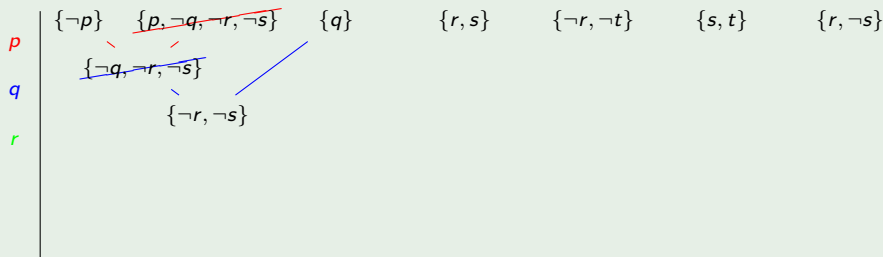 {¬p} {p, ¬q, ¬r, ¬s} {q} {r, s} {¬r, ¬t} {s, t} {r, ¬s}
p
{¬q, ¬r, ¬s}
q
{¬r, ¬s}
r